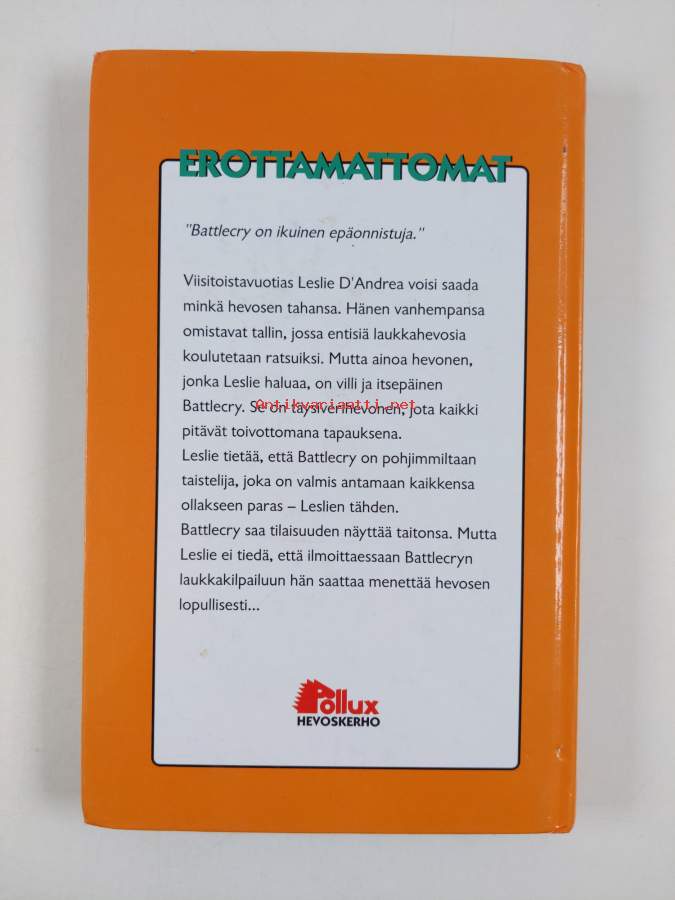 EROTTAMATTOMAT
"Battlecry on ikuinen epäonnistuja."
Viisitoistavuotias Leslie D'Andrea voisi saada
minkä hevosen tahansa. Hänen vanhempansa
omistavat tallin, jossa entisiä laukkahevosia
koulutetaan ratsuiksi. Mutta ainoa hevonen,
jonka Leslie haluaa, on villi ja itsepäinen
Battlecry. Se on täysiverihevonen, jota kaikki
Antikvariaatti.net
pitävät toivottomana tapauksena.
Leslie tietää, että Battlecry on pohjimmiltaan
taistelija, joka on valmis antamaan kaikkensa
ollakseen paras – Leslien tähden.
Battlecry saa tilaisuuden näyttää taitonsa. Mutta
Leslie ei tiedä, että ilmoittaessaan Battlecryn
laukkakilpailuun hän saattaa menettää hevosen
lopullisesti...
Pollux
HEVOSKERHO